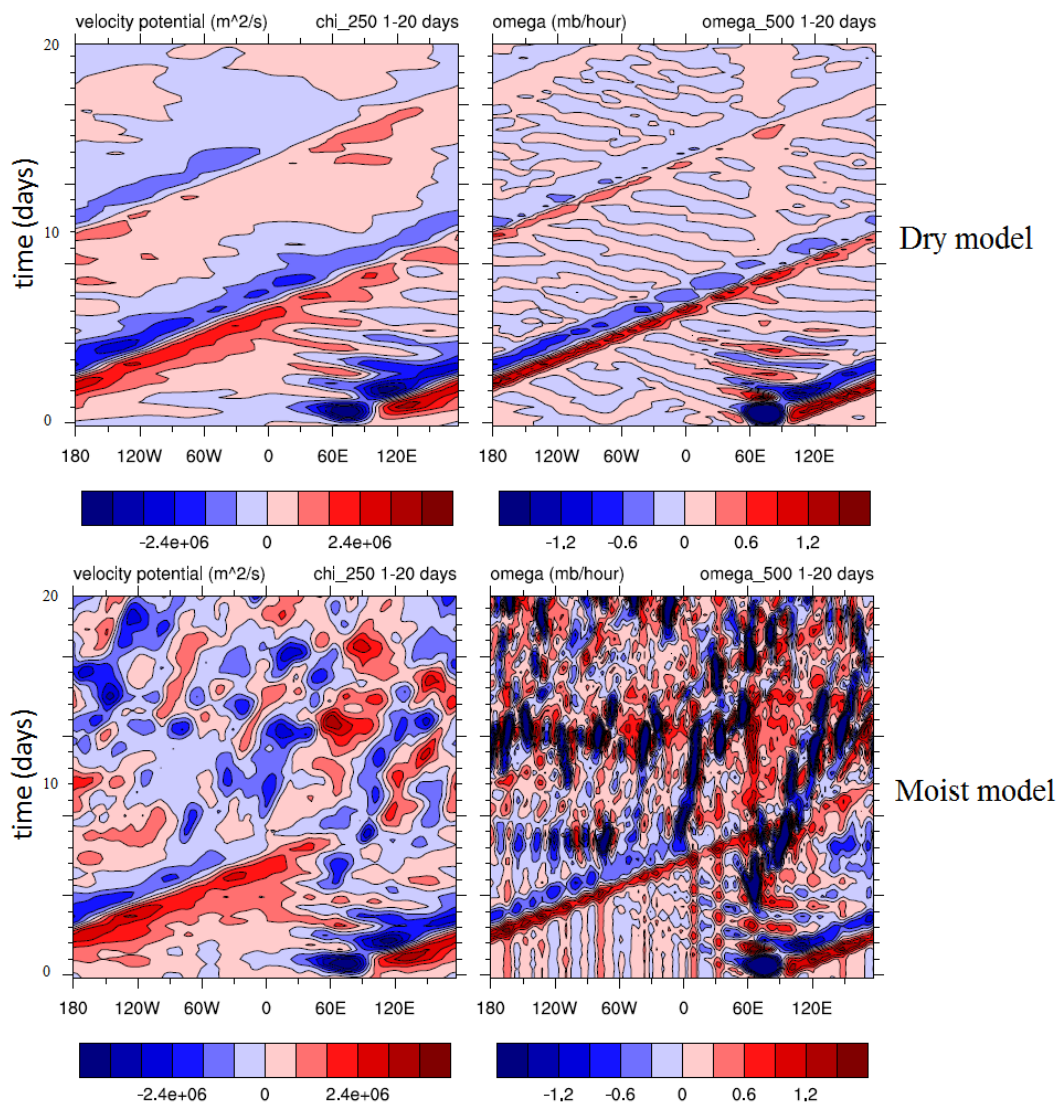 velocity potential (m^2/s) chi_250 1-20 days
omega (mb/hour) omega_500 1-20 days
20
10
0
time (days)
Dry model
180 120W 60W 0 60E 120E
180 120W 60W 0 60E 120E
-2.4e+06 0 2.4e+06
-1.2 -0.6 0 0.6 1.2
velocity potential (m^2/s) chi_250 1-20 days
omega (mb/hour) omega_500 1-20 days
20
10
0
time (days)
Moist model
180 120W 60W 0 60E 120E
180 120W 60W 0 60E 120E
-2.4e+06 0 2.4e+06
-1.2 -0.6 0 0.6 1.2